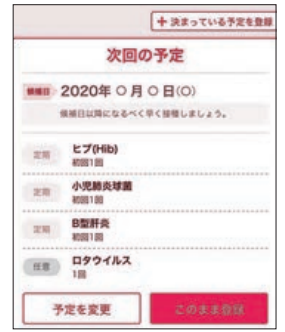 + 決まっている予定を登録
次回の予定
候補日 2020年 〇 月 〇 日(〇)
候補日以降になるべく早く接種しましょう。
定期 ヒブ(Hib)
初回1回
定期 小児肺炎球菌
初回1回
定期 B型肝炎
初回1回
任意 ロタウイルス
1回
予定を変更 このまま登録